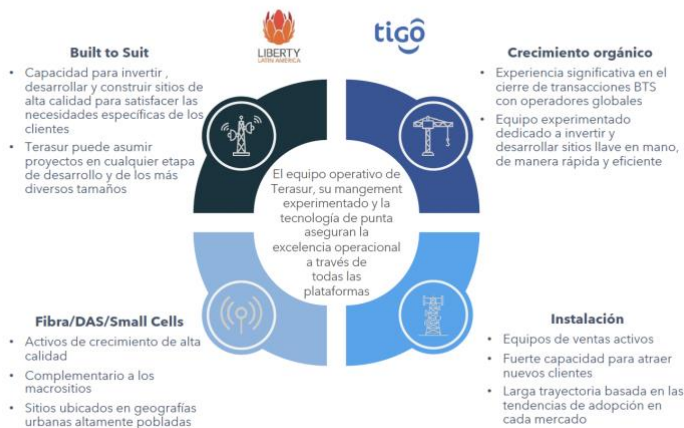 LIBERTY
LATIN AMERICA
tigo
Built to Suit
• Capacidad para invertir ,
desarrollar y construir sitios de
alta calidad para satisfacer las
necesidades específicas de los
clientes
• Terasur puede asumir
proyectos en cualquier etapa
de desarrollo y de los más
diversos tamaños
Crecimiento orgánico
• Experiencia significativa en el
cierre de transacciones BTS
con operadores globales
• Equipo experimentado
dedicado a invertir y
desarrollar sitios llave en mano,
de manera rápida y eficiente
El equipo operativo de
Terasur, su mangement
experimentado y la
tecnología de punta
aseguran la
excelencia operacional
a través de
todas las
plataformas
Fibra/DAS/Small Cells
• Activos de crecimiento de alta
calidad
• Complementario a los
macrositios
• Sitios ubicados en geografías
urbanas altamente pobladas
Instalación
• Equipos de ventas activos
• Fuerte capacidad para atraer
nuevos clientes
• Larga trayectoria basada en las
tendencias de adopción en
cada mercado